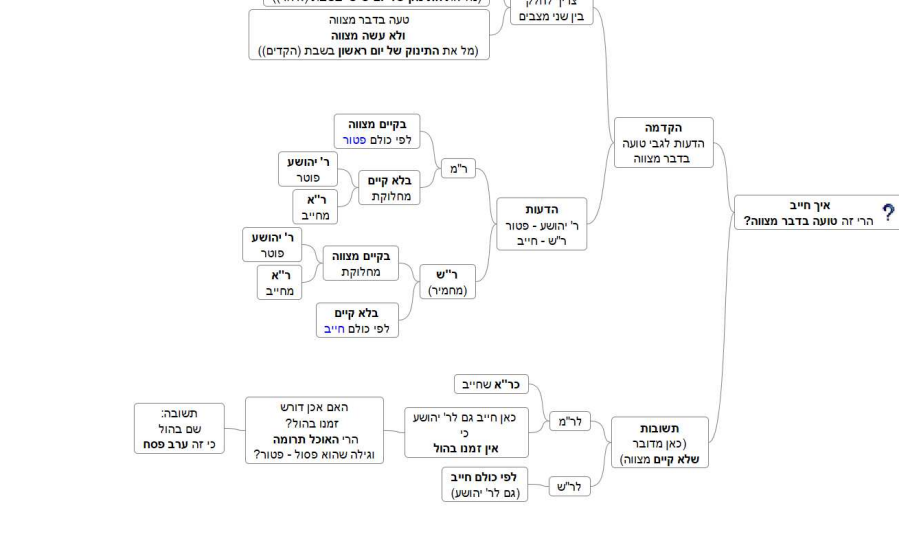 איך חייב
הרי זה טועה בדבר מצווה?
הקדמה
הדעות לגבי טועה
בדבר מצווה
צריך לחלק
בין שני מצבים
טעה בדבר מצווה
ולא עשה מצווה
(מל את התינוק של יום ראשון בשבת (הקדים))
הדעות
ר' יהושע - פטור
ר"ש - חייב
ר"מ
בקיים מצווה
לפי כולם פטור
בלא קיים
מחלוקת
ר' יהושע
פוטר
ר"א
מחייב
ר"ש
(מחמיר)
בקיים מצווה
מחלוקת
ר' יהושע
פוטר
ר"א
מחייב
בלא קיים
לפי כולם חייב
תשובות
(כאן מדובר
שלא קיים מצווה)
לר"מ
כר"א שחייב
כאן חייב גם לר' יהושע
כי
אין זמנו בהול
האם אכן דורש
זמנו בהול?
הרי האוכל תרומה
וגילה שהוא פסול - פטור?
תשובה:
שם בהול
כי זה ערב פסח
לר"ש
לפי כולם חייב
(גם לר' יהושע)